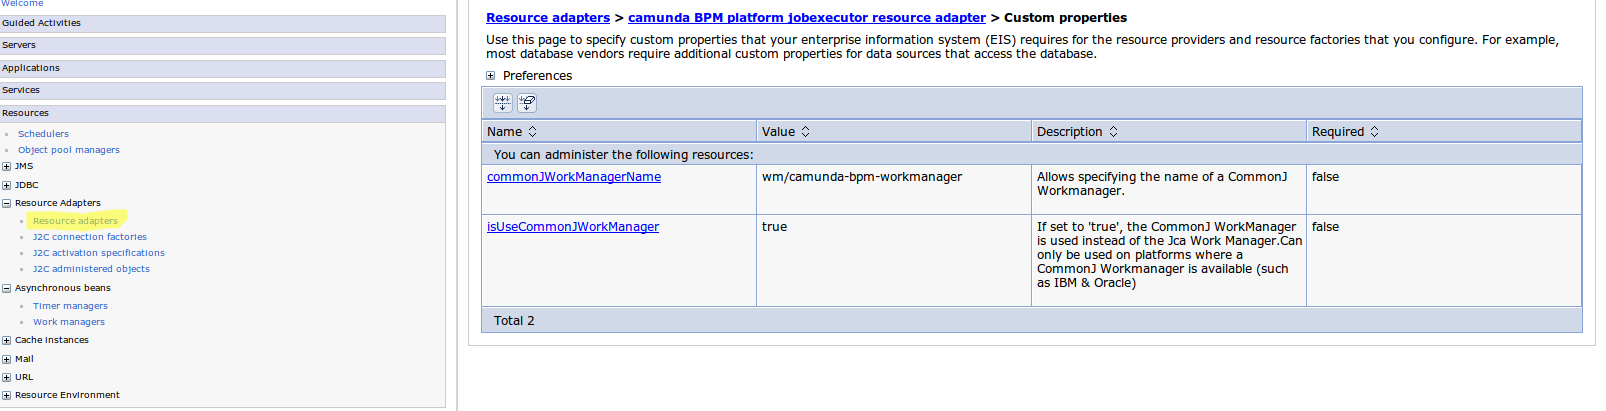 Welcome
Guided Activities
Servers
Applications
Services
Resources
Schedulers
Object pool managers
JMS
JDBC
Resource Adapters
Resource adapters
J2C connection factories
J2C activation specifications
J2C administered objects
Asynchronous beans
Timer managers
Work managers
Cache instances
Mail
URL
Resource Environment
Resource adapters > camunda BPM platform jobexecutor resource adapter > Custom properties
Use this page to specify custom properties that your enterprise information system (EIS) requires for the resource providers and resource factories that you configure. For example,
most database vendors require additional custom properties for data sources that access the database.
Preferences
Name Value Description Required
You can administer the following resources:
commonJWorkManagerName wm/camunda-bpm-workmanager Allows specifying the name of a CommonJ false
Workmanager.
isUseCommonJWorkManager true If set to 'true', the CommonJ WorkManager false
is used instead of the Jca Work Manager.Can
only be used on platforms where a
CommonJ Workmanager is available (such
as IBM & Oracle)
Total 2